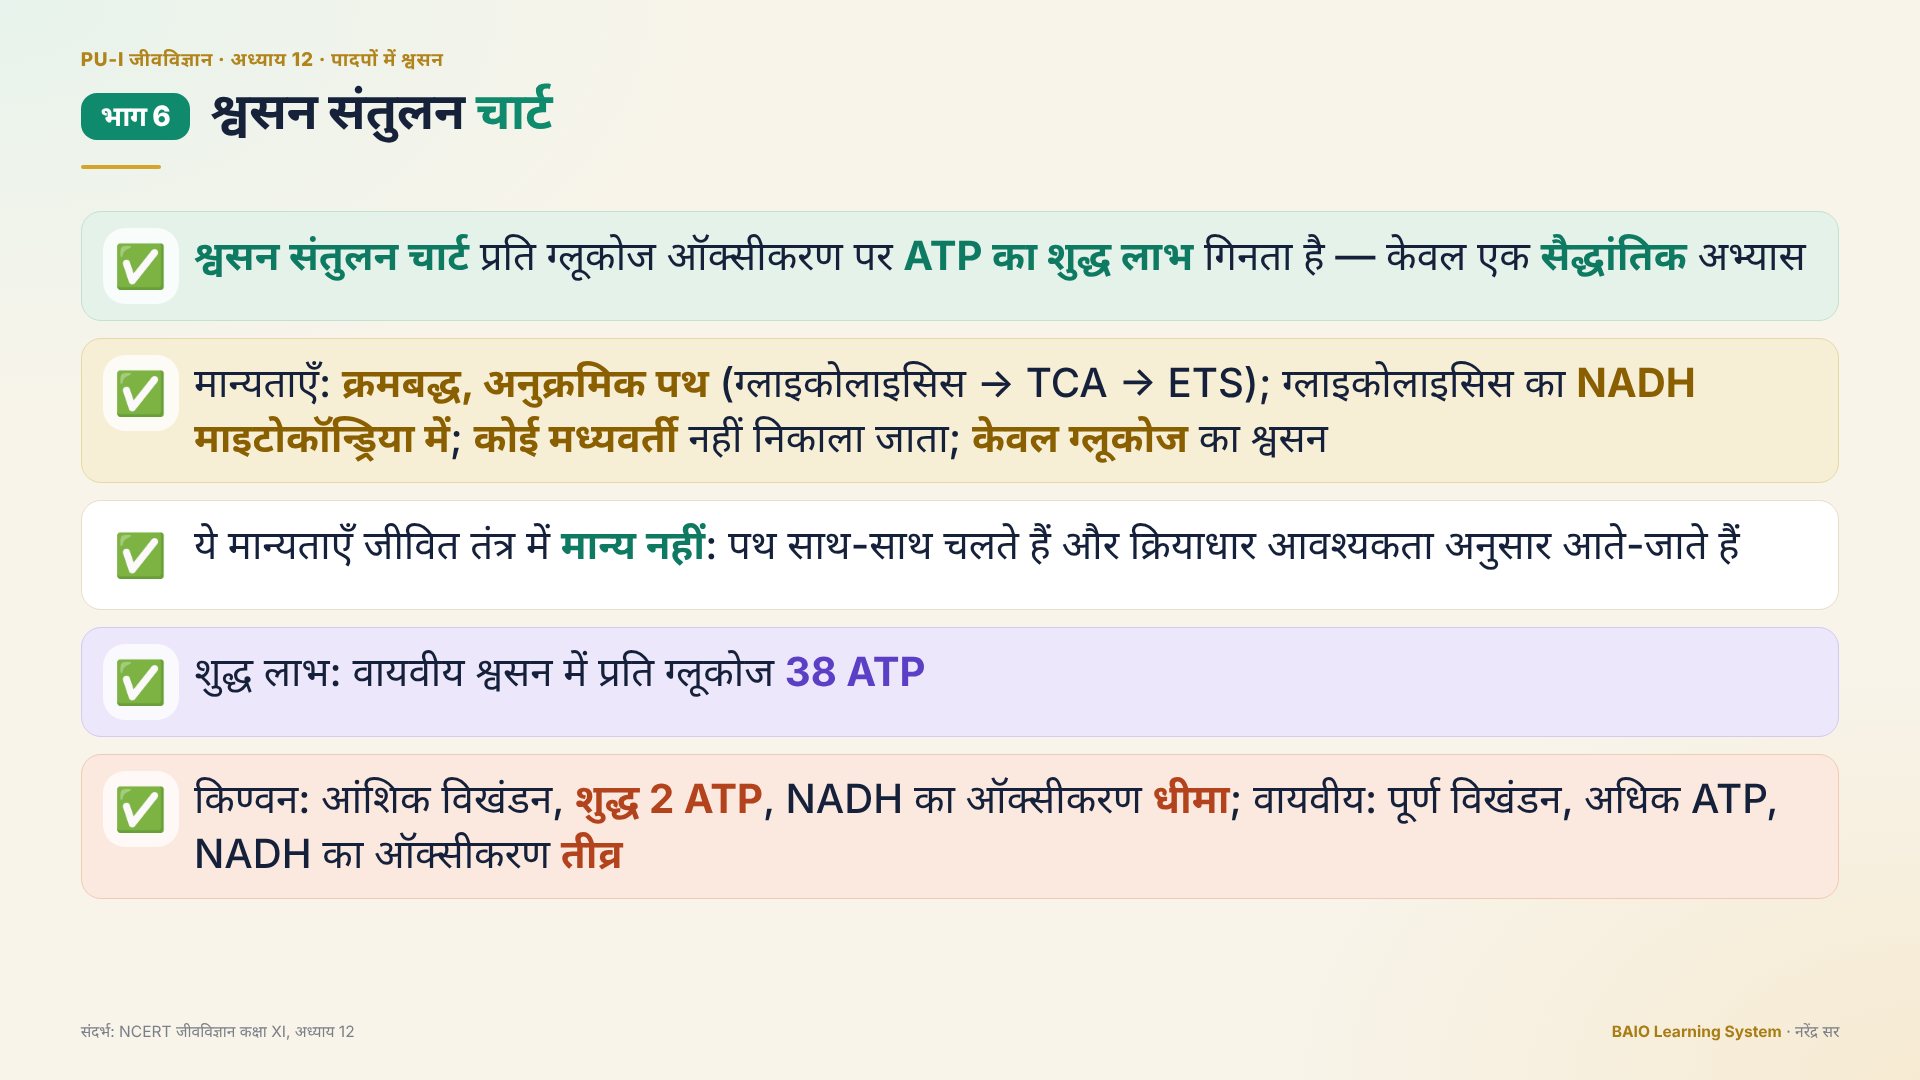 PU-I जीवविज्ञान · अध्याय 12 · पादपों में श्वसन
भाग 6 श्वसन संतुलन चार्ट
✅ श्वसन संतुलन चार्ट प्रति ग्लूकोज ऑक्सीकरण पर ATP का शुद्ध लाभ गिनता है — केवल एक सैद्धांतिक अभ्यास
✅ मान्यताएँ: क्रमबद्ध, अनुक्रमिक पथ (ग्लाइकोलाइसिस → TCA → ETS); ग्लाइकोलाइसिस का NADH
माइटोकॉन्ड्रिया में; कोई मध्यवर्ती नहीं निकाला जाता; केवल ग्लूकोज का श्वसन
✅ ये मान्यताएँ जीवित तंत्र में मान्य नहीं: पथ साथ-साथ चलते हैं और क्रियाधार आवश्यकता अनुसार आते-जाते हैं
✅ शुद्ध लाभ: वायवीय श्वसन में प्रति ग्लूकोज 38 ATP
✅ किण्वन: आंशिक विखंडन, शुद्ध 2 ATP, NADH का ऑक्सीकरण धीमा; वायवीय: पूर्ण विखंडन, अधिक ATP,
NADH का ऑक्सीकरण तीव्र
संदर्भ: NCERT जीवविज्ञान कक्षा XI, अध्याय 12
BAIO Learning System · नरेंद्र सर